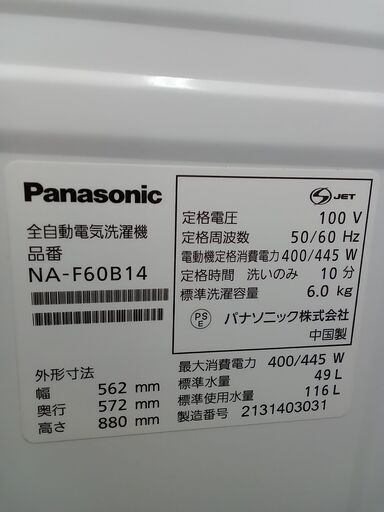 Panasonic
全自動電気洗濯機
品番
NA-F60B14
外形寸法
幅 562 mm
奥行 572 mm
高さ 880 mm
S JET
定格電圧 100 V
定格周波数 50/60 Hz
電動機定格消費電力 400/445 W
定格時間 洗いのみ 10分
標準洗濯容量 6.0 kg
PS E パナソニック株式会社
中国製
最大消費電力 400/445 W
標準水量 49 L
標準使用水量 116 L
製造番号 2131403031